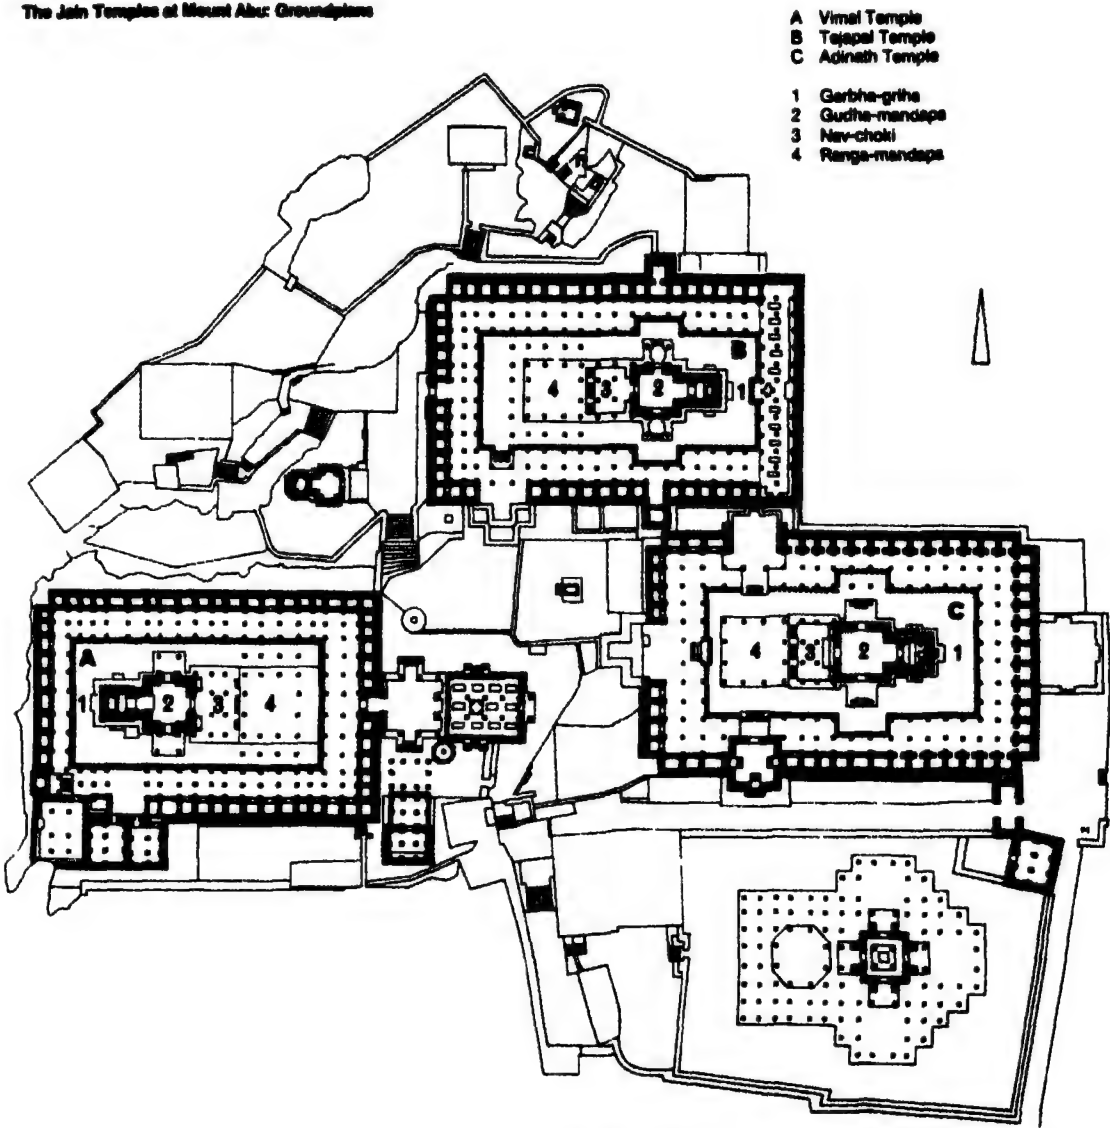 The Jain Temples at Mount Abu: Groundplans
A Vimal Temple
B Tejapal Temple
C Adinath Temple
1 Garbha-griha
2 Gudha-mandapa
3 Nav-choki
4 Ranga-mandapa
B
4 3 2 1
C
4 3 2 1
A
1 2 3 4